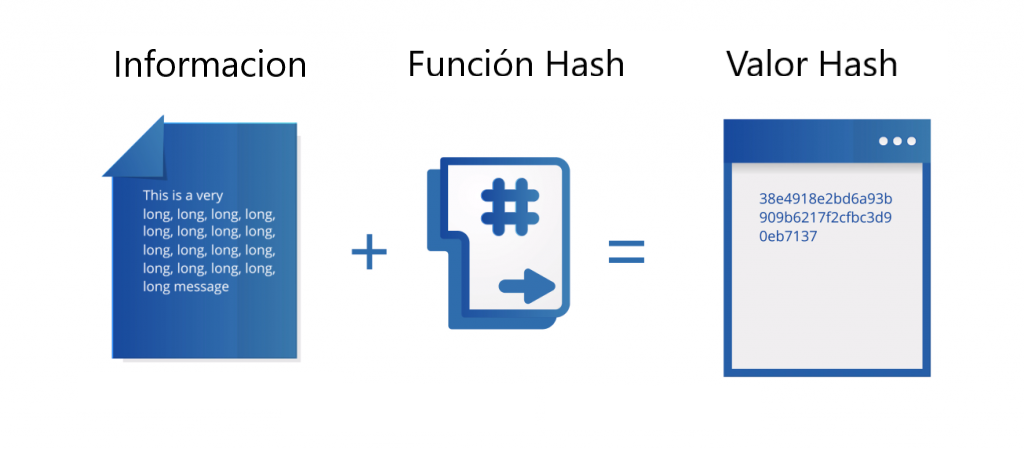 Informacion
Función Hash
Valor Hash
This is a very
long, long, long, long,
long, long, long, long,
long, long, long, long,
long, long, long, long,
long message
+
#
=
38e4918e2bd6a93b
909b6217f2cfbc3d9
0eb7137